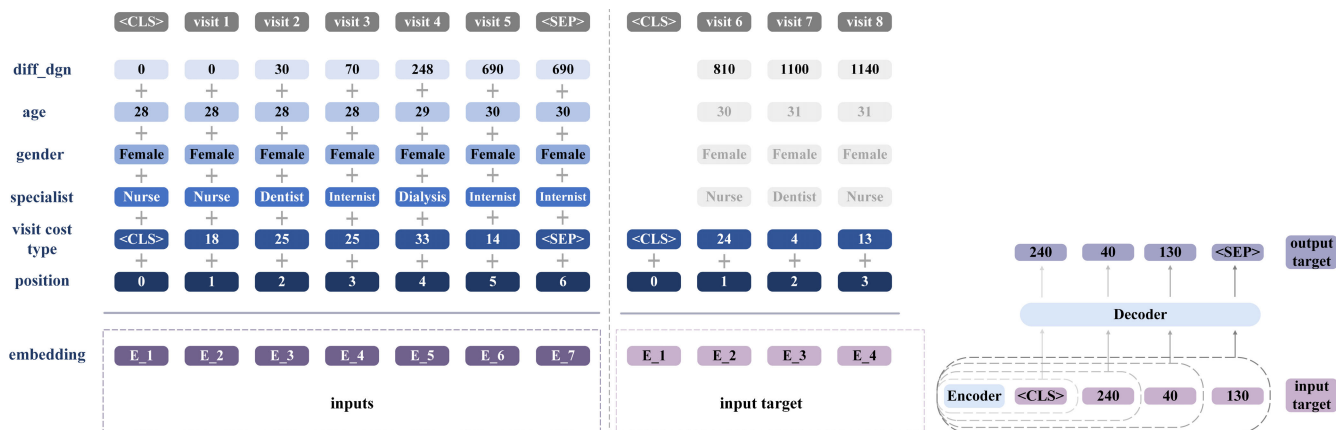 <CLS> visit 1 visit 2 visit 3 visit 4 visit 5 <SEP> <CLS> visit 6 visit 7 visit 8
diff_dgn 0 0 30 70 248 690 690 810 1100 1140
+ + + + + + +
age 28 28 28 28 29 30 30 30 31 31
+ + + + + + +
gender Female Female Female Female Female Female Female Female Female Female
+ + + + + + +
specialist Nurse Nurse Dentist Internist Dialysis Internist Internist Nurse Dentist Nurse
+ + + + + + +
visit cost
type <CLS> 18 25 25 33 14 <SEP> <CLS> 24 4 13
+ + + + + + + + + + +
position 0 1 2 3 4 5 6 0 1 2 3
embedding E_1 E_2 E_3 E_4 E_5 E_6 E_7 E_1 E_2 E_3 E_4
inputs input target
240 40 130 <SEP> output
target
Decoder
Encoder <CLS> 240 40 130 input
target